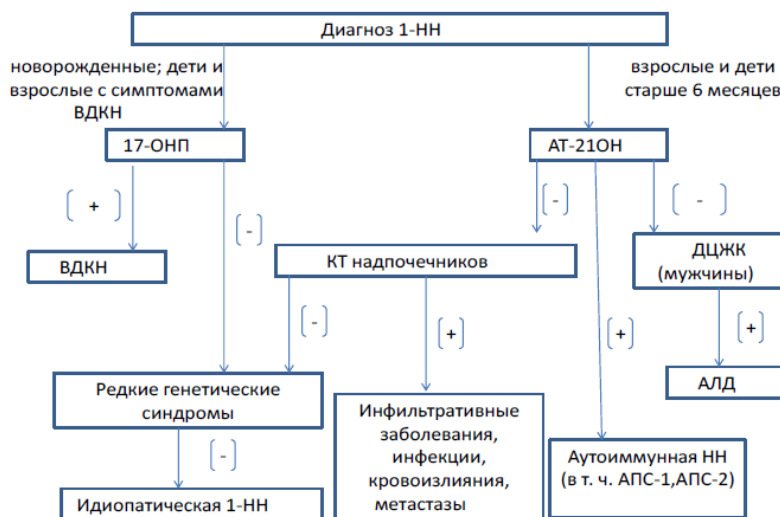 Диагноз 1-НН
новорожденные; дети и
взрослые с симптомами
ВДКН
взрослые и дети
старше 6 месяцев
17-ОНП
АТ-21ОН
[ + ]
[-]
[-]
[ - ]
ВДКН
КТ надпочечников
ДЦЖК
(мужчины)
[-]
[+]
[+]
[+]
Редкие генетические
синдромы
АЛД
Инфильтративные
заболевания,
инфекции,
кровоизлияния,
метастазы
Аутоиммунная НН
(в т. ч. АПС-1,АПС-2)
[-]
Идиопатическая 1-НН